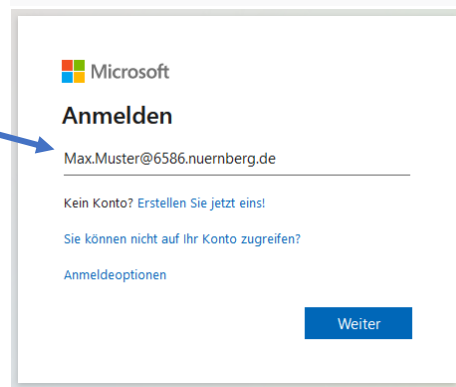 Microsoft
Anmelden
Max.Muster@6586.nuernberg.de
Kein Konto? Erstellen Sie jetzt eins!
Sie können nicht auf Ihr Konto zugreifen?
Anmeldeoptionen
Weiter